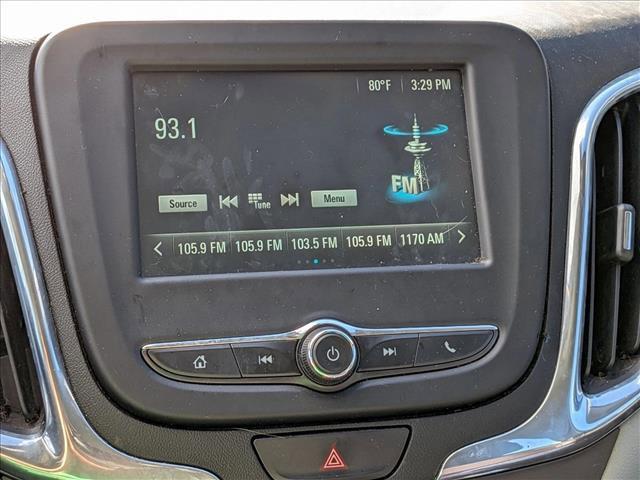 80°F 3:29 PM
93.1
FM
Source Tune Menu
105.9 FM 105.9 FM 103.5 FM 105.9 FM 1170 AM